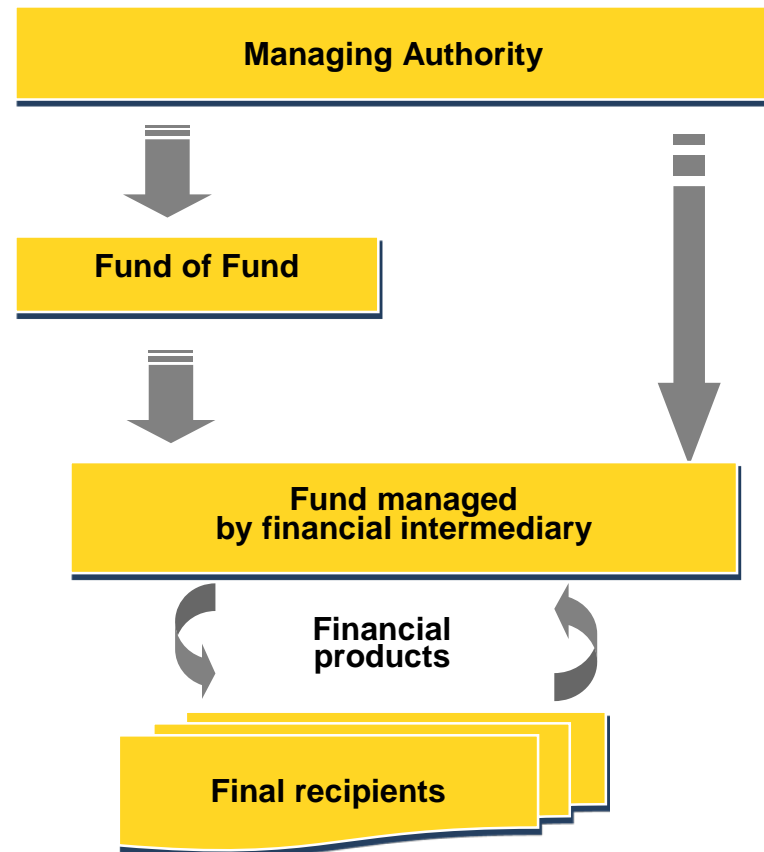 Managing Authority
Fund of Fund
Fund managed
by financial intermediary
Financial
products
Final recipients